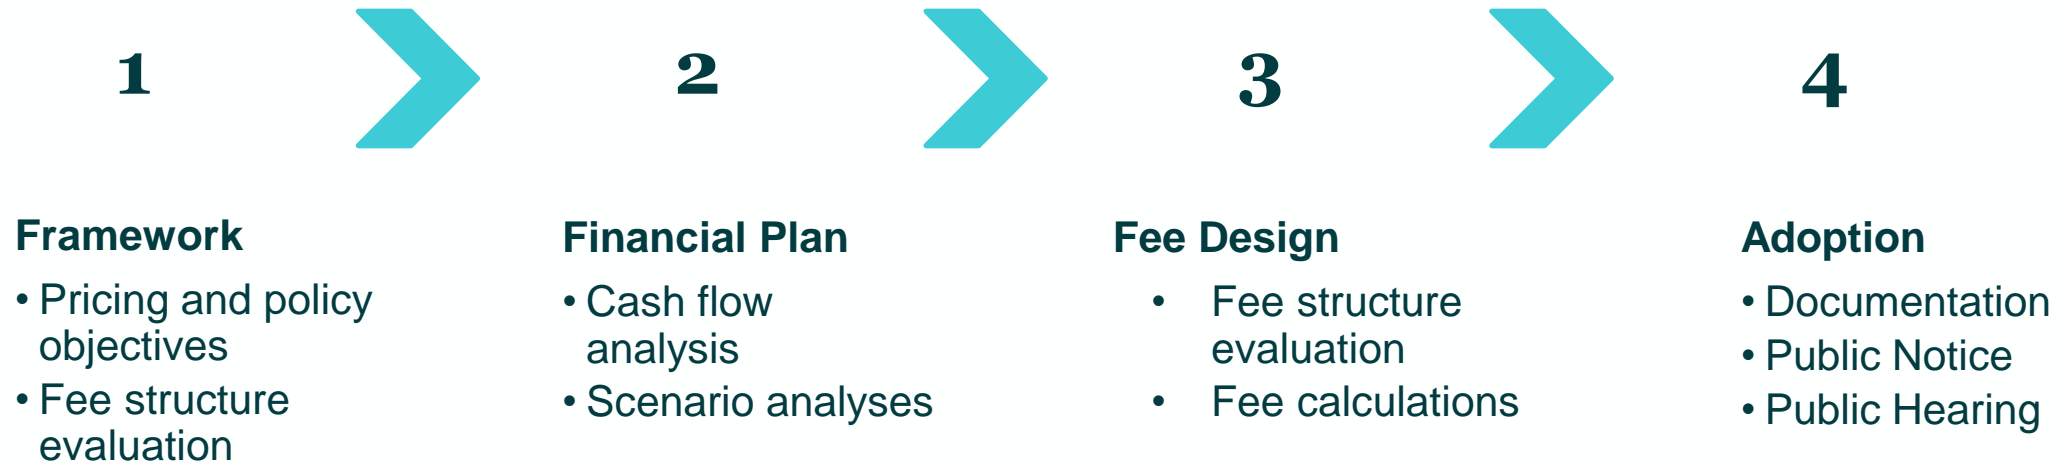 1
2
3
4
Framework
• Pricing and policy
objectives
• Fee structure
evaluation
Financial Plan
• Cash flow
analysis
• Scenario analyses
Fee Design
• Fee structure
evaluation
• Fee calculations
Adoption
• Documentation
• Public Notice
• Public Hearing